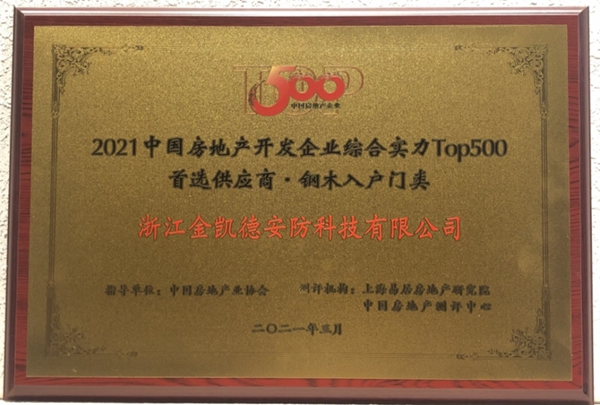 500
中国房地产企业
2021中国房地产开发企业综合实力Top500
首选供应商·钢木入户门类
浙江金凯德安防科技有限公司
指导单位：中国房地产业协会 测评机构：上海易居房地产研究院
中国房地产测评中心
二〇二一年三月